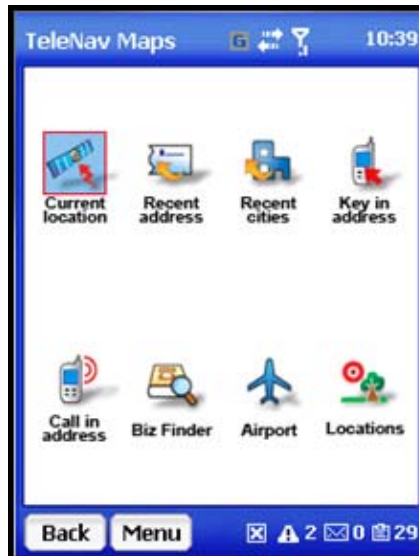 TeleNav Maps G 10:39
Current location
Recent address
Recent cities
Key in address
Call in address
Biz Finder
Airport
Locations
Back Menu 2 0 29